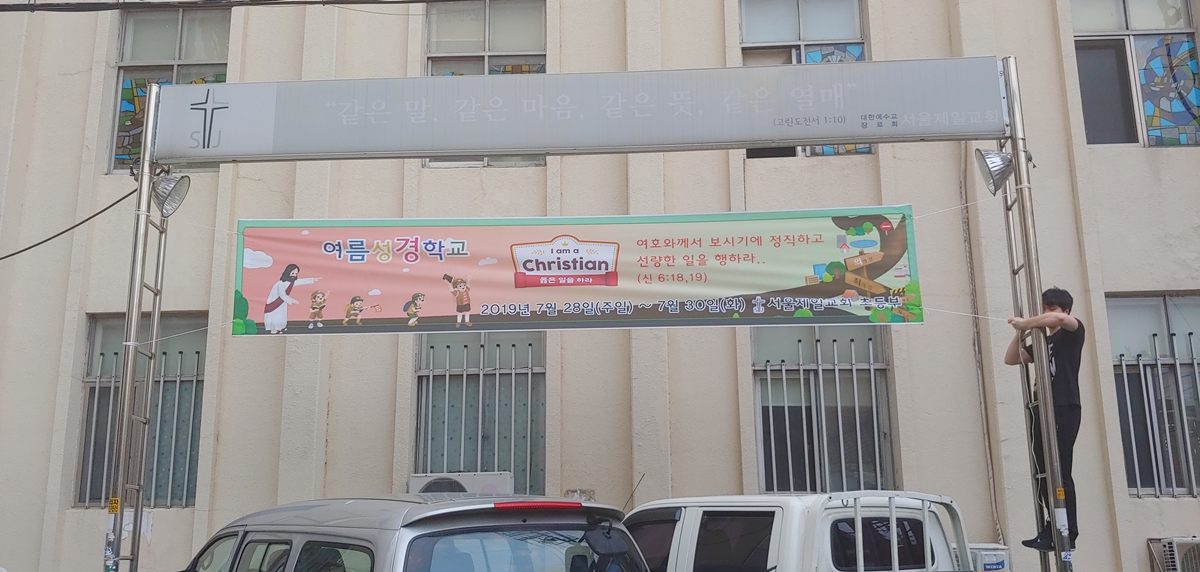 "같은 말, 같은 마음, 같은 뜻, 같은 열매"
(고린도전서 1:10)
대한예수교
장로회
서울제일교회
SJ
여름성경학교
I am a
Christian
옳은 일을 하라
여호와께서 보시기에 정직하고
선량한 일을 행하라..
(신 6:18,19)
2019년 7월 28일(주일) ~ 7월 30일(화)
서울제일교회 초등부